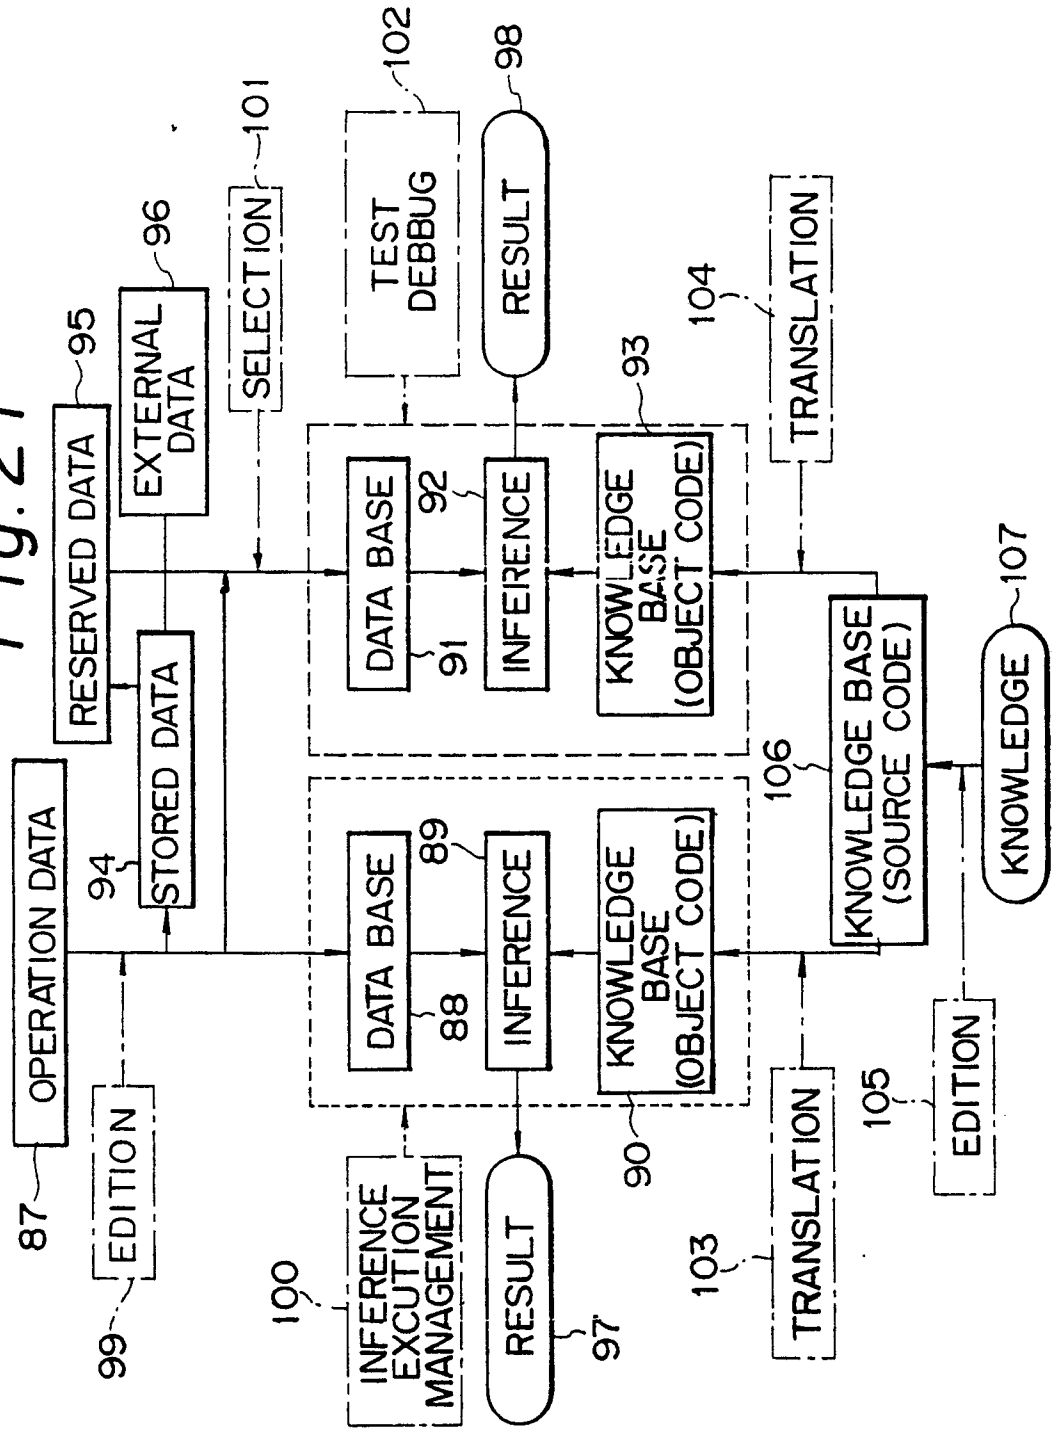 Fig.21
87
OPERATION DATA
RESERVED DATA
95
99
EDITION
94
STORED DATA
EXTERNAL
DATA
96
SELECTION
101
100
INFERENCE
EXCUTION
MANAGEMENT
DATA BASE
88
DATA BASE
91
TEST
DEBBUG
102
RESULT
97
INFERENCE
89
INFERENCE
92
RESULT
98
90
KNOWLEDGE
BASE
(OBJECT CODE)
KNOWLEDGE
BASE
(OBJECT CODE)
93
103
TRANSLATION
104
TRANSLATION
106
KNOWLEDGE BASE
(SOURCE CODE)
105
EDITION
KNOWLEDGE
107